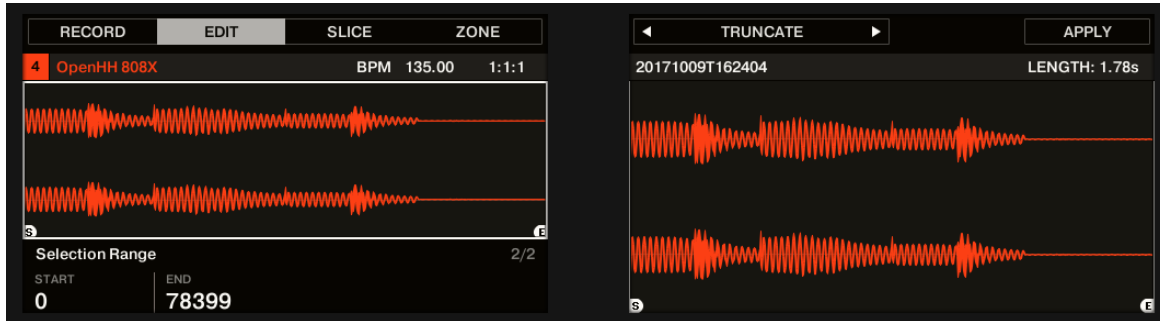 RECORD EDIT SLICE ZONE
4 OpenHH 808X BPM 135.00 1:1:1
S E
Selection Range 2/2
START END
0 78399
TRUNCATE APPLY
20171009T162404 LENGTH: 1.78s
S E